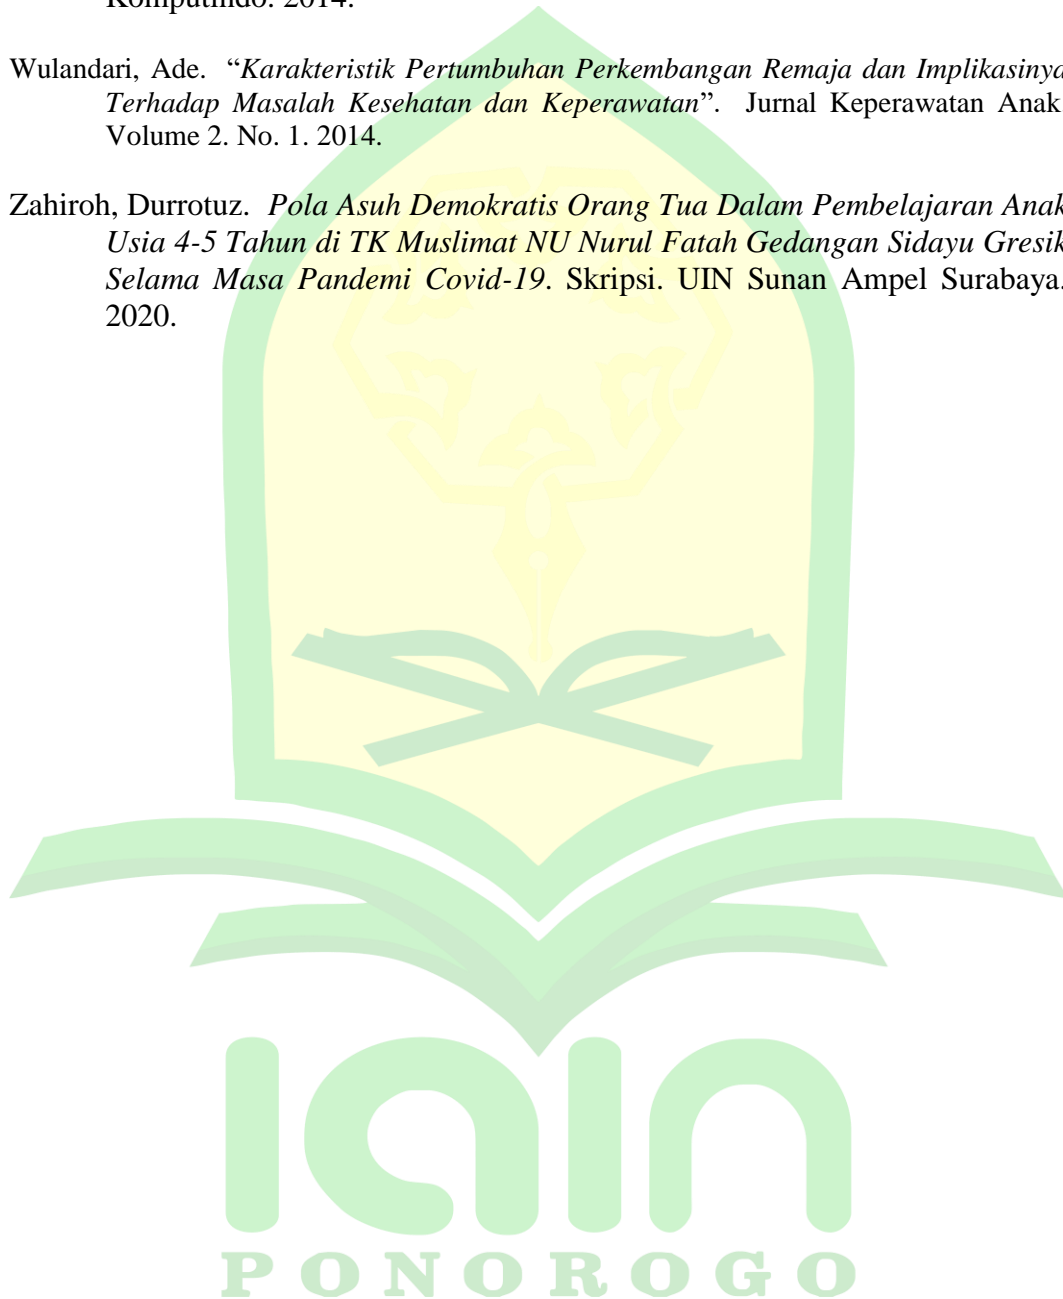 Komputindo. 2014.
Wulandari, Ade. “Karakteristik Pertumbuhan Perkembangan Remaja dan Implikasinya
Terhadap Masalah Kesehatan dan Keperawatan”. Jurnal Keperawatan Anak
Volume 2. No. 1. 2014.
Zahiroh, Durrotuz. Pola Asuh Demokratis Orang Tua Dalam Pembelajaran Anak
Usia 4-5 Tahun di TK Muslimat NU Nurul Fatah Gedangan Sidayu Gresik
Selama Masa Pandemi Covid-19. Skripsi. UIN Sunan Ampel Surabaya.
2020.
iain
PONOROGO